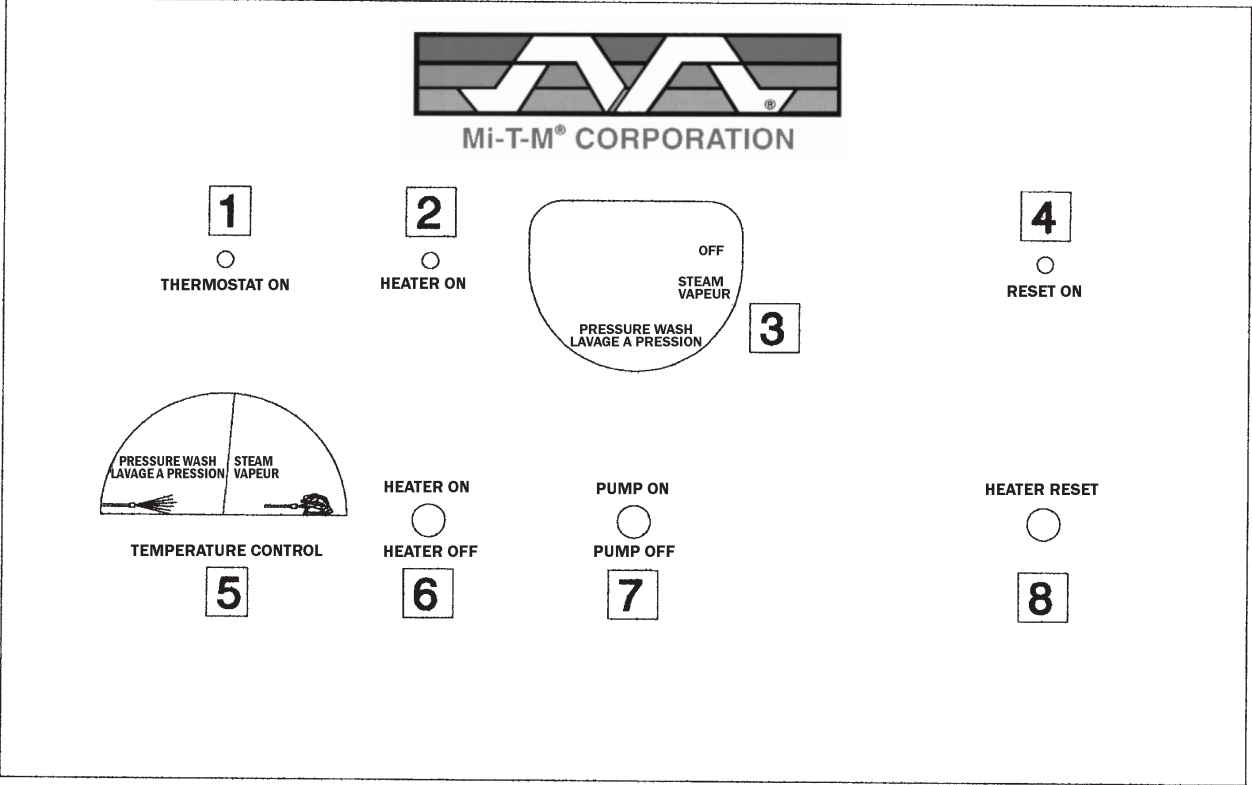 ®
Mi-T-M® CORPORATION
1
2
4
THERMOSTAT ON
HEATER ON
OFF
STEAM
VAPEUR
PRESSURE WASH
LAVAGE A PRESSION
3
RESET ON
PRESSURE WASH
LAVAGE A PRESSION
STEAM
VAPEUR
TEMPERATURE CONTROL
5
HEATER ON
HEATER OFF
6
PUMP ON
PUMP OFF
7
HEATER RESET
8